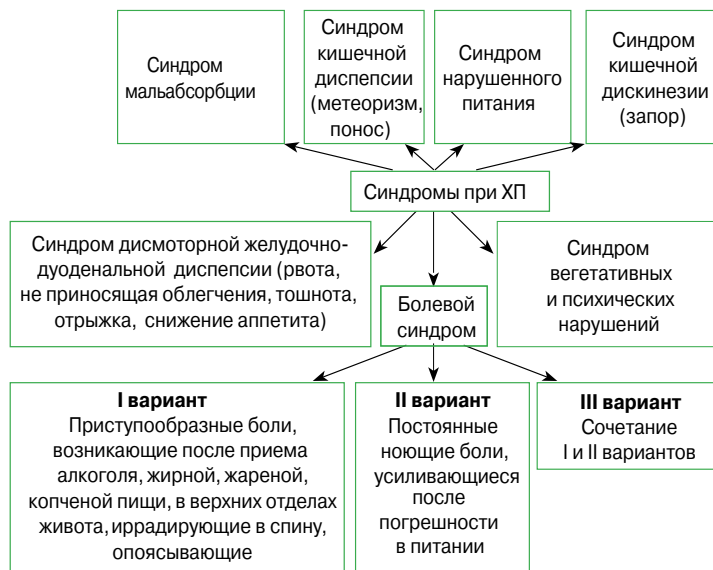 Синдром
мальабсорбции
Синдром
кишечной
диспепсии
(метеоризм,
понос)
Синдром
нарушенного
питания
Синдром
кишечной
дискинезии
(запор)
Синдромы при ХП
Синдром дисмоторной желудочно-
дуоденальной диспепсии (рвота,
не приносящая облегчения, тошнота,
отрыжка, снижение аппетита)
Болевой
синдром
Синдром
вегетативных
и психических
нарушений
I вариант
Приступообразные боли,
возникающие после приема
алкоголя, жирной, жареной,
копченой пищи, в верхних отделах
живота, иррадирующие в спину,
опоясывающие
II вариант
Постоянные
ноющие боли,
усиливающиеся
после
погрешности
в питании
III вариант
Сочетание
I и II вариантов